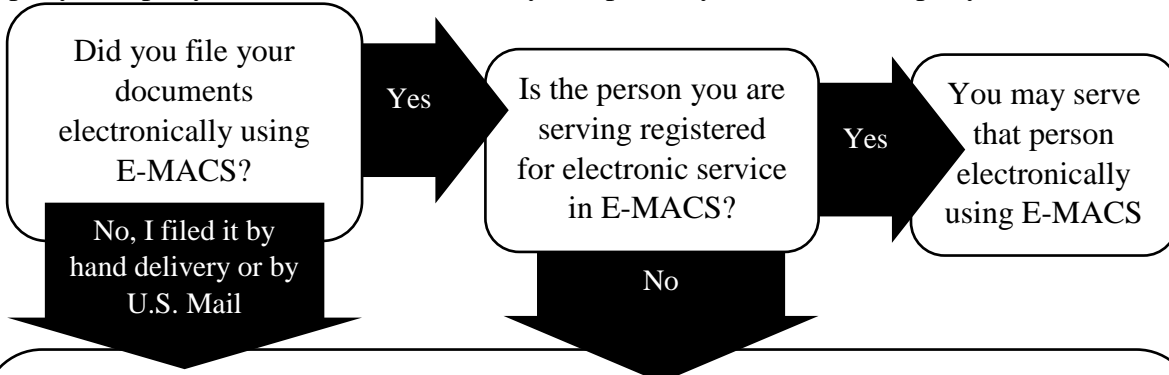 Did you file your
documents
electronically using
E-MACS?
Yes
Is the person you are
serving registered
for electronic service
in E-MACS?
Yes
You may serve
that person
electronically
using E-MACS
No, I filed it by
hand delivery or by
U.S. Mail
No